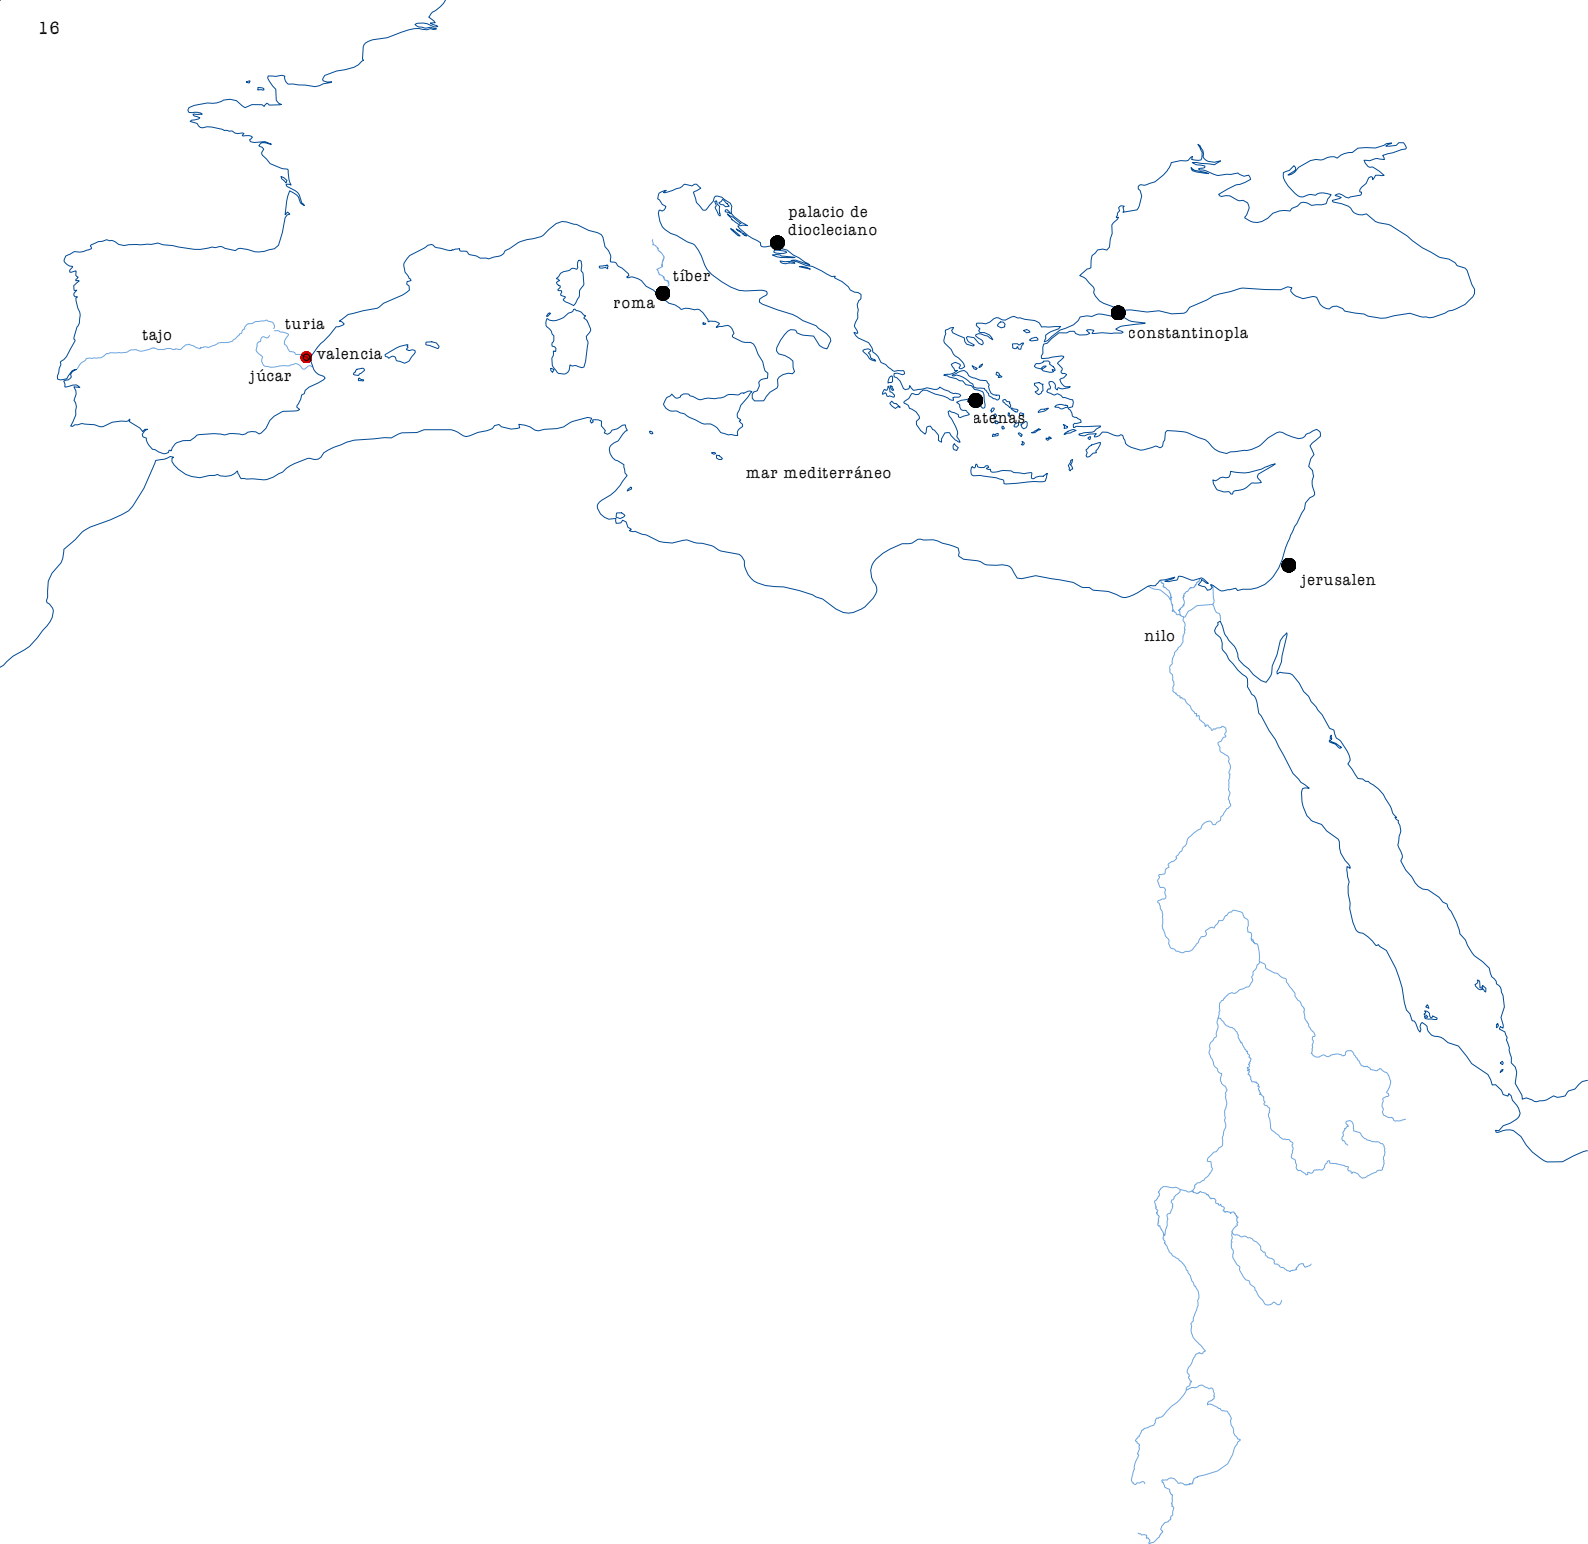 16
palacio de
diocleciano
tíber
roma
turia
tajo
valencia
júcar
constantinopla
atenas
mar mediterráneo
jerusalen
nilo